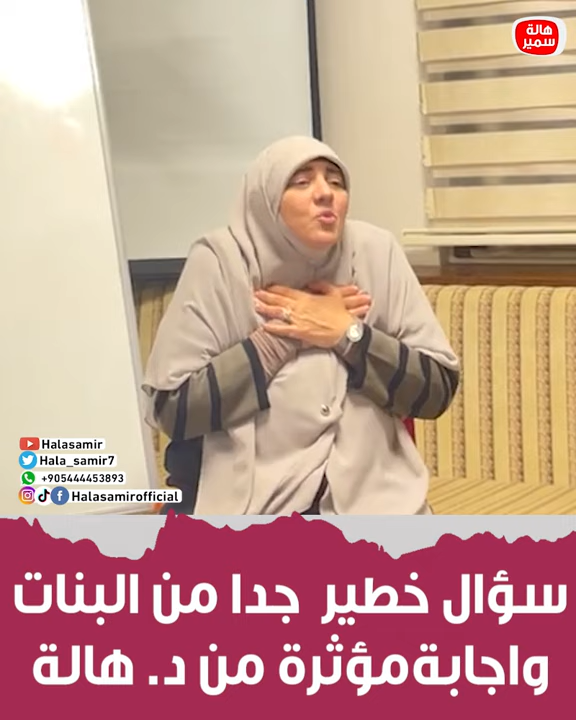 هالة
سمير
Halasamir
Hala_samir7
+905444453893
Halasamirofficial
سؤال خطير جدا من البنات
واجابةمؤثرة من د. هالة